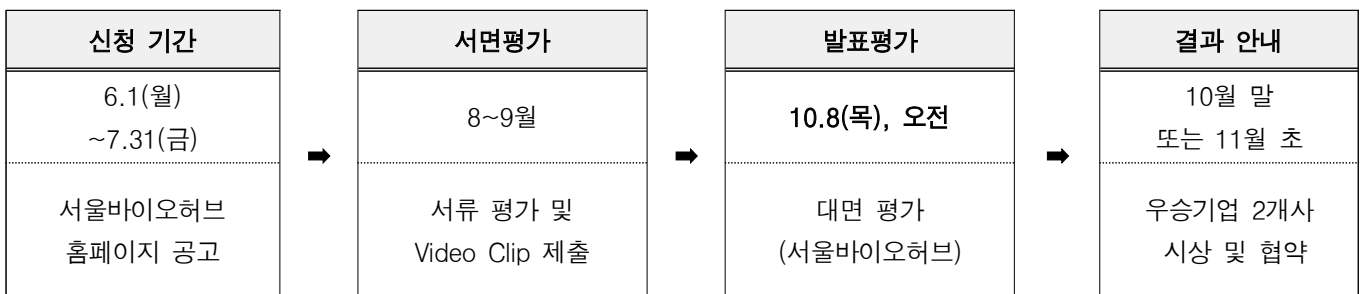 신청 기간
6.1(월)
~7.31(금)
서울바이오허브
홈페이지 공고
➡
서면평가
8~9월
서류 평가 및
Video Clip 제출
➡
발표평가
10.8(목), 오전
대면 평가
(서울바이오허브)
➡
결과 안내
10월 말
또는 11월 초
우승기업 2개사
시상 및 협약